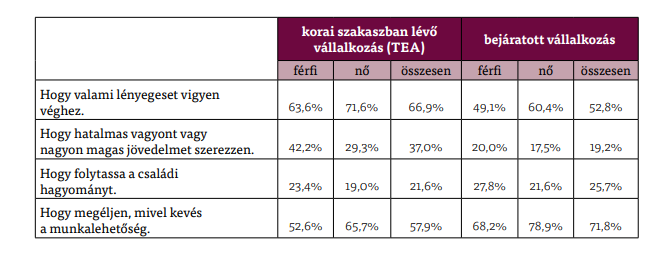 korai szakaszban lévő
vállalkozás (TEA)
bejáratott vállalkozás
férfi nő összesen férfi nő összesen
Hogy valami lényegeset vigyen
véghez.
63,6% 71,6% 66,9% 49,1% 60,4% 52,8%
Hogy hatalmas vagyont vagy
nagyon magas jövedelmet szerezzen.
42,2% 29,3% 37,0% 20,0% 17,5% 19,2%
Hogy folytassa a családi
hagyományt.
23,4% 19,0% 21,6% 27,8% 21,6% 25,7%
Hogy megéljen, mivel kevés
a munkalehetőség.
52,6% 65,7% 57,9% 68,2% 78,9% 71,8%